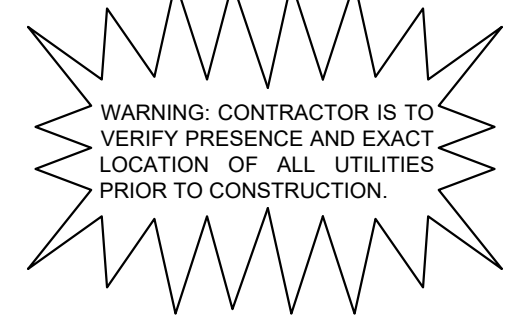 WARNING: CONTRACTOR IS TO
VERIFY PRESENCE AND EXACT
LOCATION OF ALL UTILITIES
PRIOR TO CONSTRUCTION.